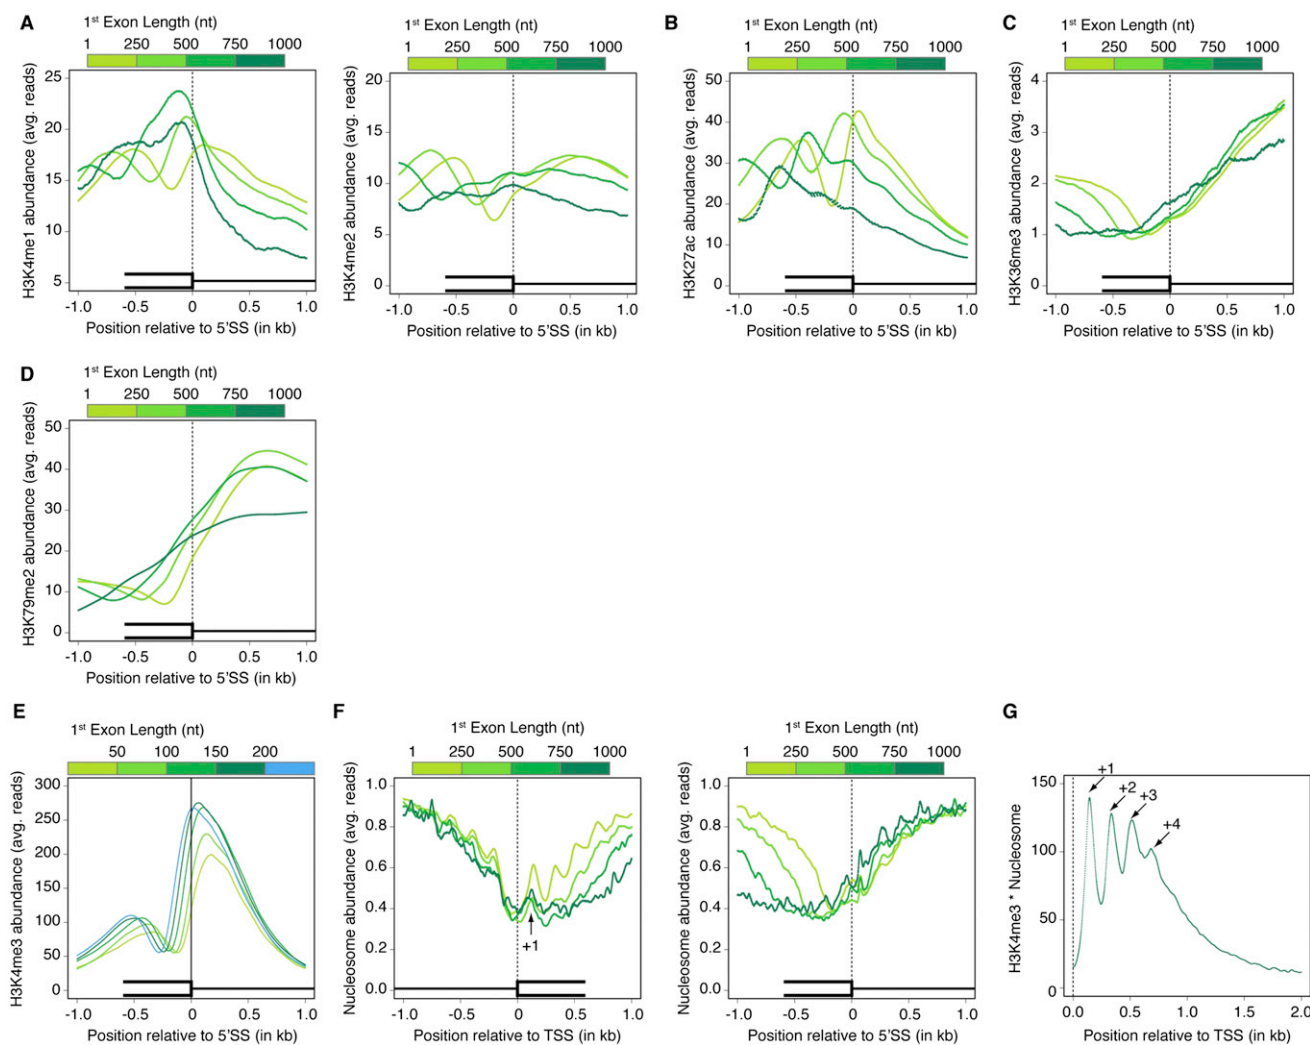 A
1st Exon Length (nt)
1 250 500 750 1000
H3K4me1 abundance (avg. reads)
25
20
15
10
5
-1.0 -0.5 0 0.5 1.0
Position relative to 5'SS (in kb)
1st Exon Length (nt)
1 250 500 750 1000
H3K4me2 abundance (avg. reads)
20
15
10
5
0
-1.0 -0.5 0 0.5 1.0
Position relative to 5'SS (in kb)
B
1st Exon Length (nt)
1 250 500 750 1000
H3K27ac abundance (avg. reads)
50
40
30
20
10
0
-1.0 -0.5 0 0.5 1.0
Position relative to 5'SS (in kb)
C
1st Exon Length (nt)
1 250 500 750 1000
H3K36me3 abundance (avg. reads)
4
3
2
1
0
-1.0 -0.5 0 0.5 1.0
Position relative to 5'SS (in kb)
D
1st Exon Length (nt)
1 250 500 750 1000
H3K79me2 abundance (avg. reads)
50
40
30
20
10
0
-1.0 -0.5 0 0.5 1.0
Position relative to 5'SS (in kb)
E
1st Exon Length (nt)
50 100 150 200
H3K4me3 abundance (avg. reads)
300
250
200
150
100
50
0
-1.0 -0.5 0 0.5 1.0
Position relative to 5'SS (in kb)
F
1st Exon Length (nt)
1 250 500 750 1000
Nucleosome abundance (avg. reads)
1.0
0.8
0.6
0.4
0.2
0.0
+1
-1.0 -0.5 0 0.5 1.0
Position relative to TSS (in kb)
1st Exon Length (nt)
1 250 500 750 1000
Nucleosome abundance (avg. reads)
1.0
0.8
0.6
0.4
0.2
0.0
-1.0 -0.5 0 0.5 1.0
Position relative to 5'SS (in kb)
G
H3K4me3 * Nucleosome
150
100
50
0
+1
+2
+3
+4
0.0 0.5 1.0 1.5 2.0
Position relative to TSS (in kb)